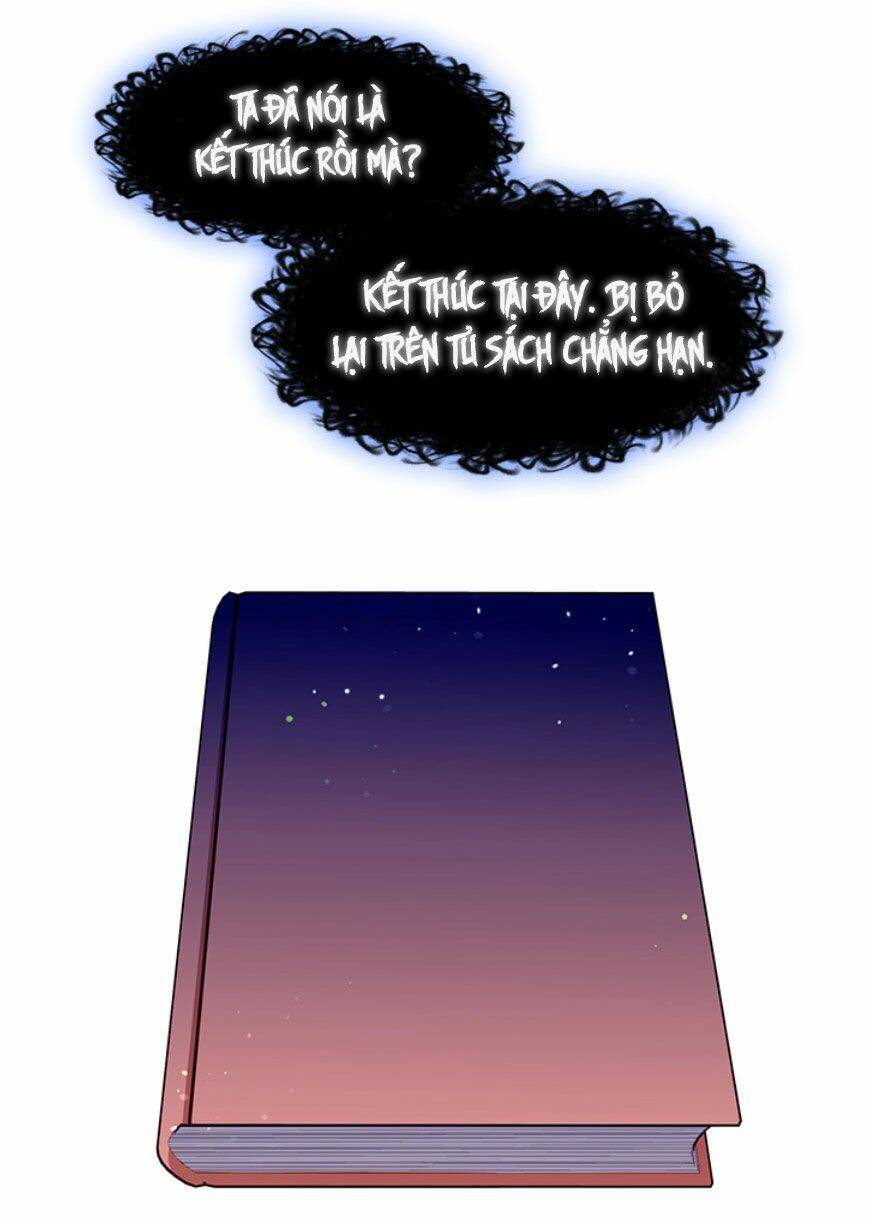 TA ĐÃ NÓI LÀ
KẾT THÚC RỒI MÀ?
KẾT THÚC TẠI ĐÂY. BỊ BỎ
LẠI TRÊN TỦ SÁCH CHẲNG HẠN.